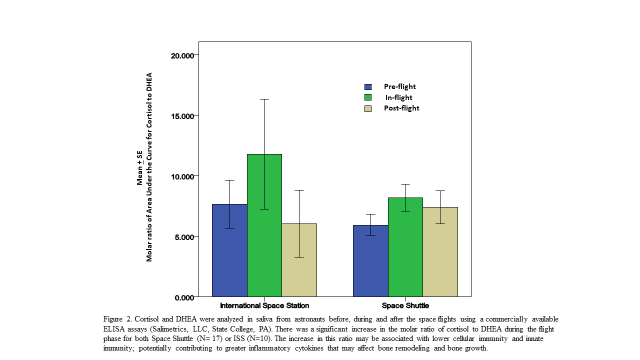 20.000
15.000
10.000
5.000
0.000
Mean ± SE
Molar ratio of Area Under the Curve for Cortisol to DHEA
Pre-flight
In-flight
Post-flight
International Space Station
Space Shuttle
Figure 2. Cortisol and DHEA were analyzed in saliva from astronauts before, during and after the space flights using a commercially available
ELISA assays (Salimetrics, LLC, State College, PA). There was a significant increase in the molar ratio of cortisol to DHEA during the flight
phase for both Space Shuttle (N= 17) or ISS (N=10). The increase in this ratio may be associated with lower cellular immunity and innate
immunity; potentially contributing to greater inflammatory cytokines that may affect bone remodeling and bone growth.